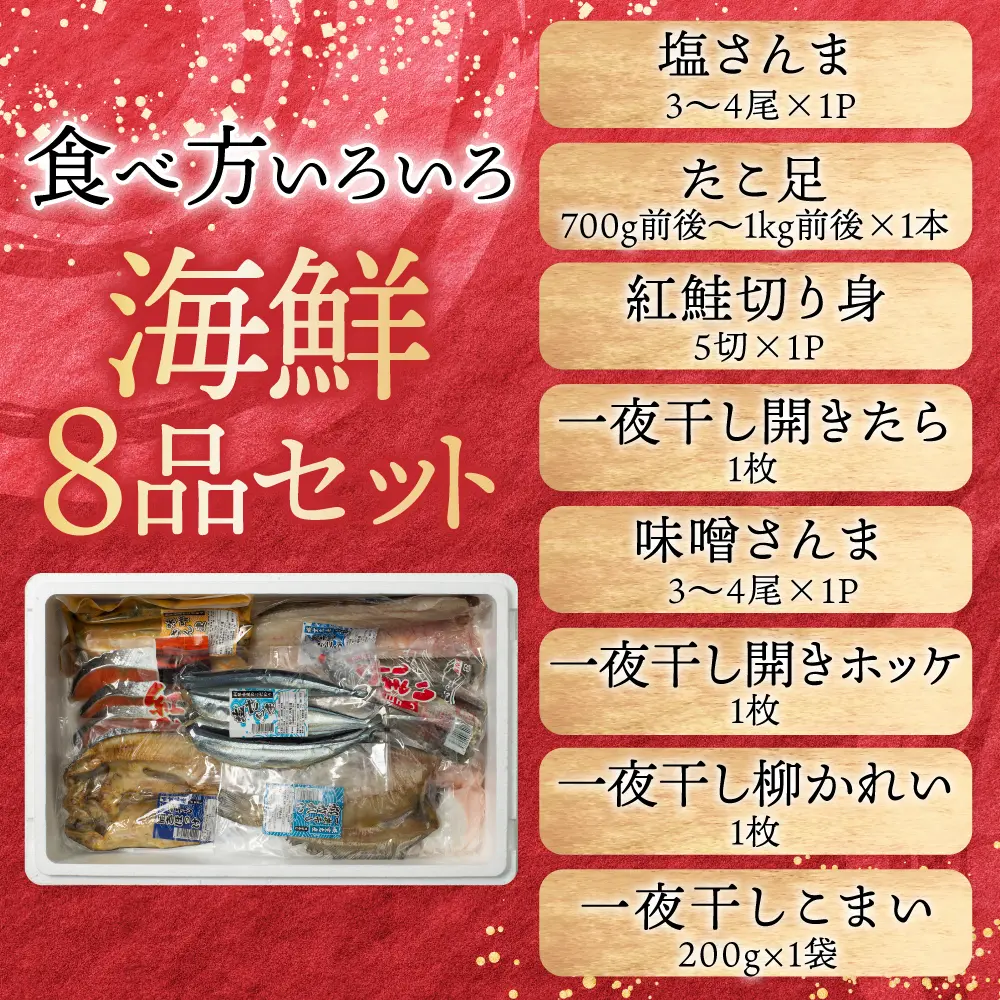 食べ方いろいろ
海鮮
8品セット
塩さんま
3～4尾×1P
たこ足
700g前後～1kg前後×1本
紅鮭切り身
5切×1P
一夜干し開きたら
1枚
味噌さんま
3～4尾×1P
一夜干し開きホッケ
1枚
一夜干し柳かれい
1枚
一夜干しこまい
200g×1袋